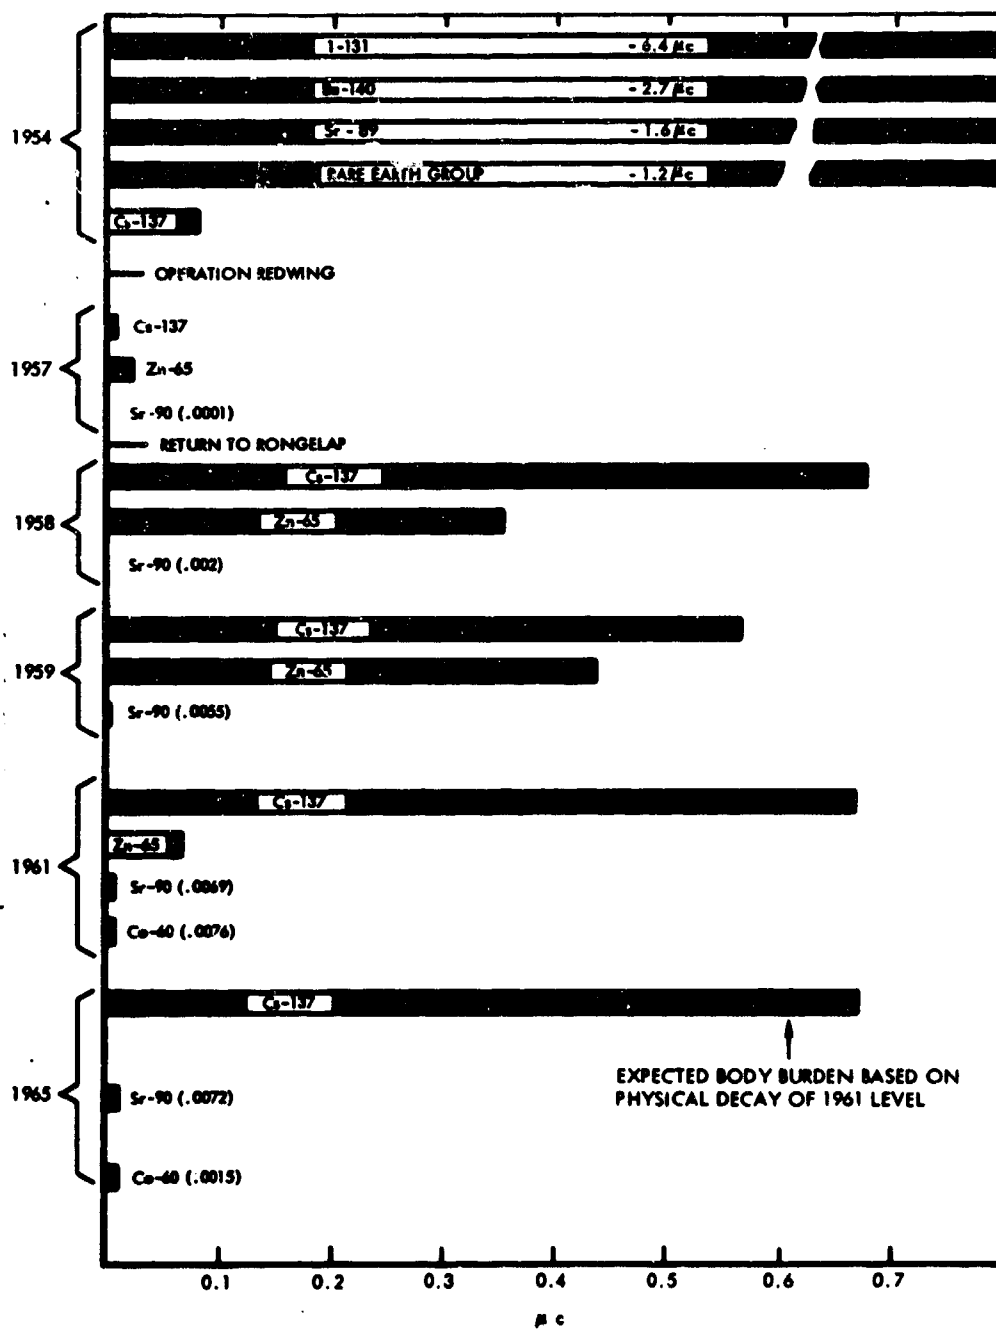 1954
I-131 - 6.4 μc
Ba-140 - 2.7 μc
Sr - 89 - 1.6 μc
RARE EARTH GROUP - 1.2 μc
Cs-137
OPERATION REDWING
1957
Cs-137
Zn-65
Sr-90 (.0001)
RETURN TO RONGELAP
1958
Cs-137
Zn-65
Sr-90 (.002)
1959
Cs-137
Zn-65
Sr-90 (.0055)
1961
Cs-137
Zn-65
Sr-90 (.0069)
Co-60 (.0076)
1965
Cs-137
EXPECTED BODY BURDEN BASED ON
PHYSICAL DECAY OF 1961 LEVEL
Sr-90 (.0072)
Co-60 (.0015)
0.1 0.2 0.3 0.4 0.5 0.6 0.7
μ c